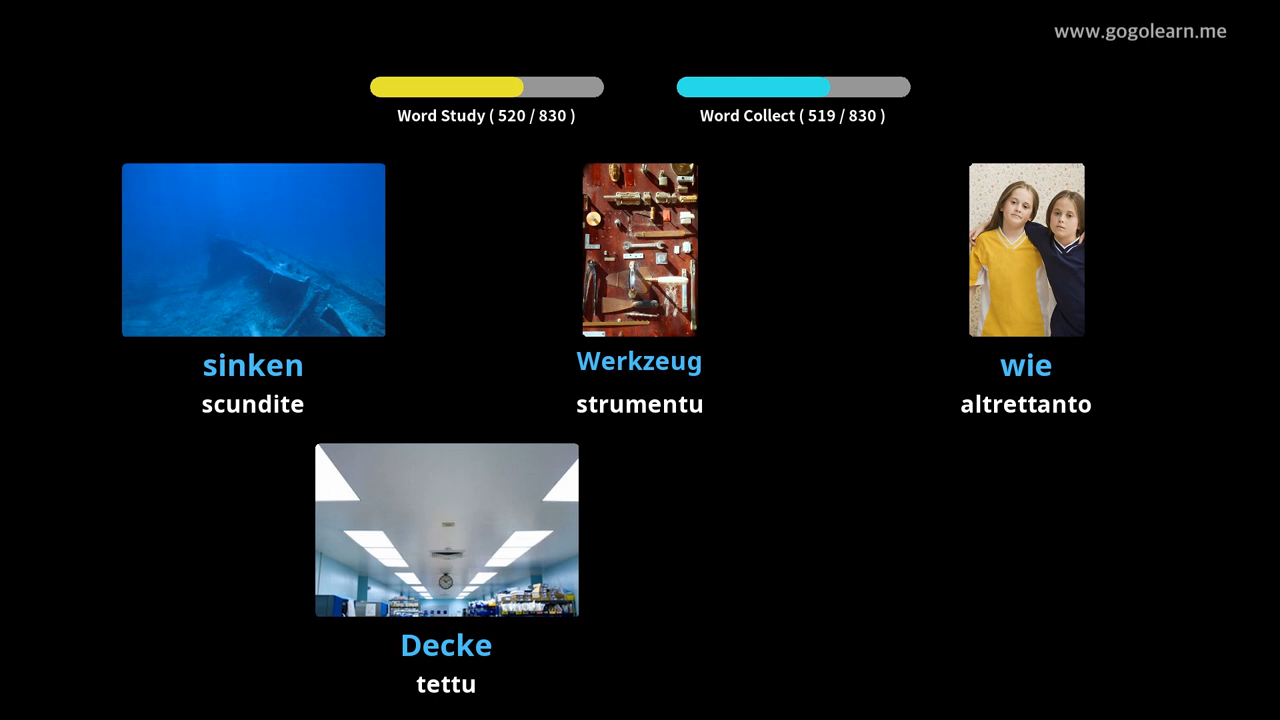 www.gogolearn.me
Word Study ( 520 / 830 )
Word Collect ( 519 / 830 )
sinken
scundite
Werkzeug
strumentu
wie
altrettanto
Decke
tettu